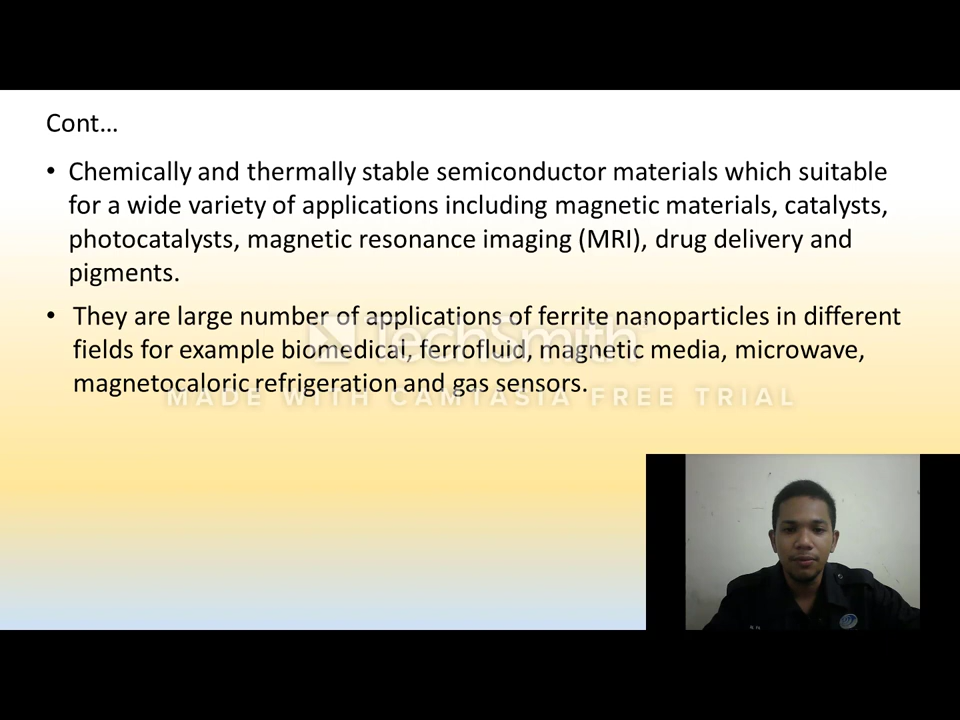 Cont...
• Chemically and thermally stable semiconductor materials which suitable
for a wide variety of applications including magnetic materials, catalysts,
photocatalysts, magnetic resonance imaging (MRI), drug delivery and
pigments.
• They are large number of applications of ferrite nanoparticles in different
TechSmith
fields for example biomedical, ferrofluid, magnetic media, microwave,
magnetocaloric refrigeration and gas sensors.
MADE WITH CAMTASIA FREE TRIAL